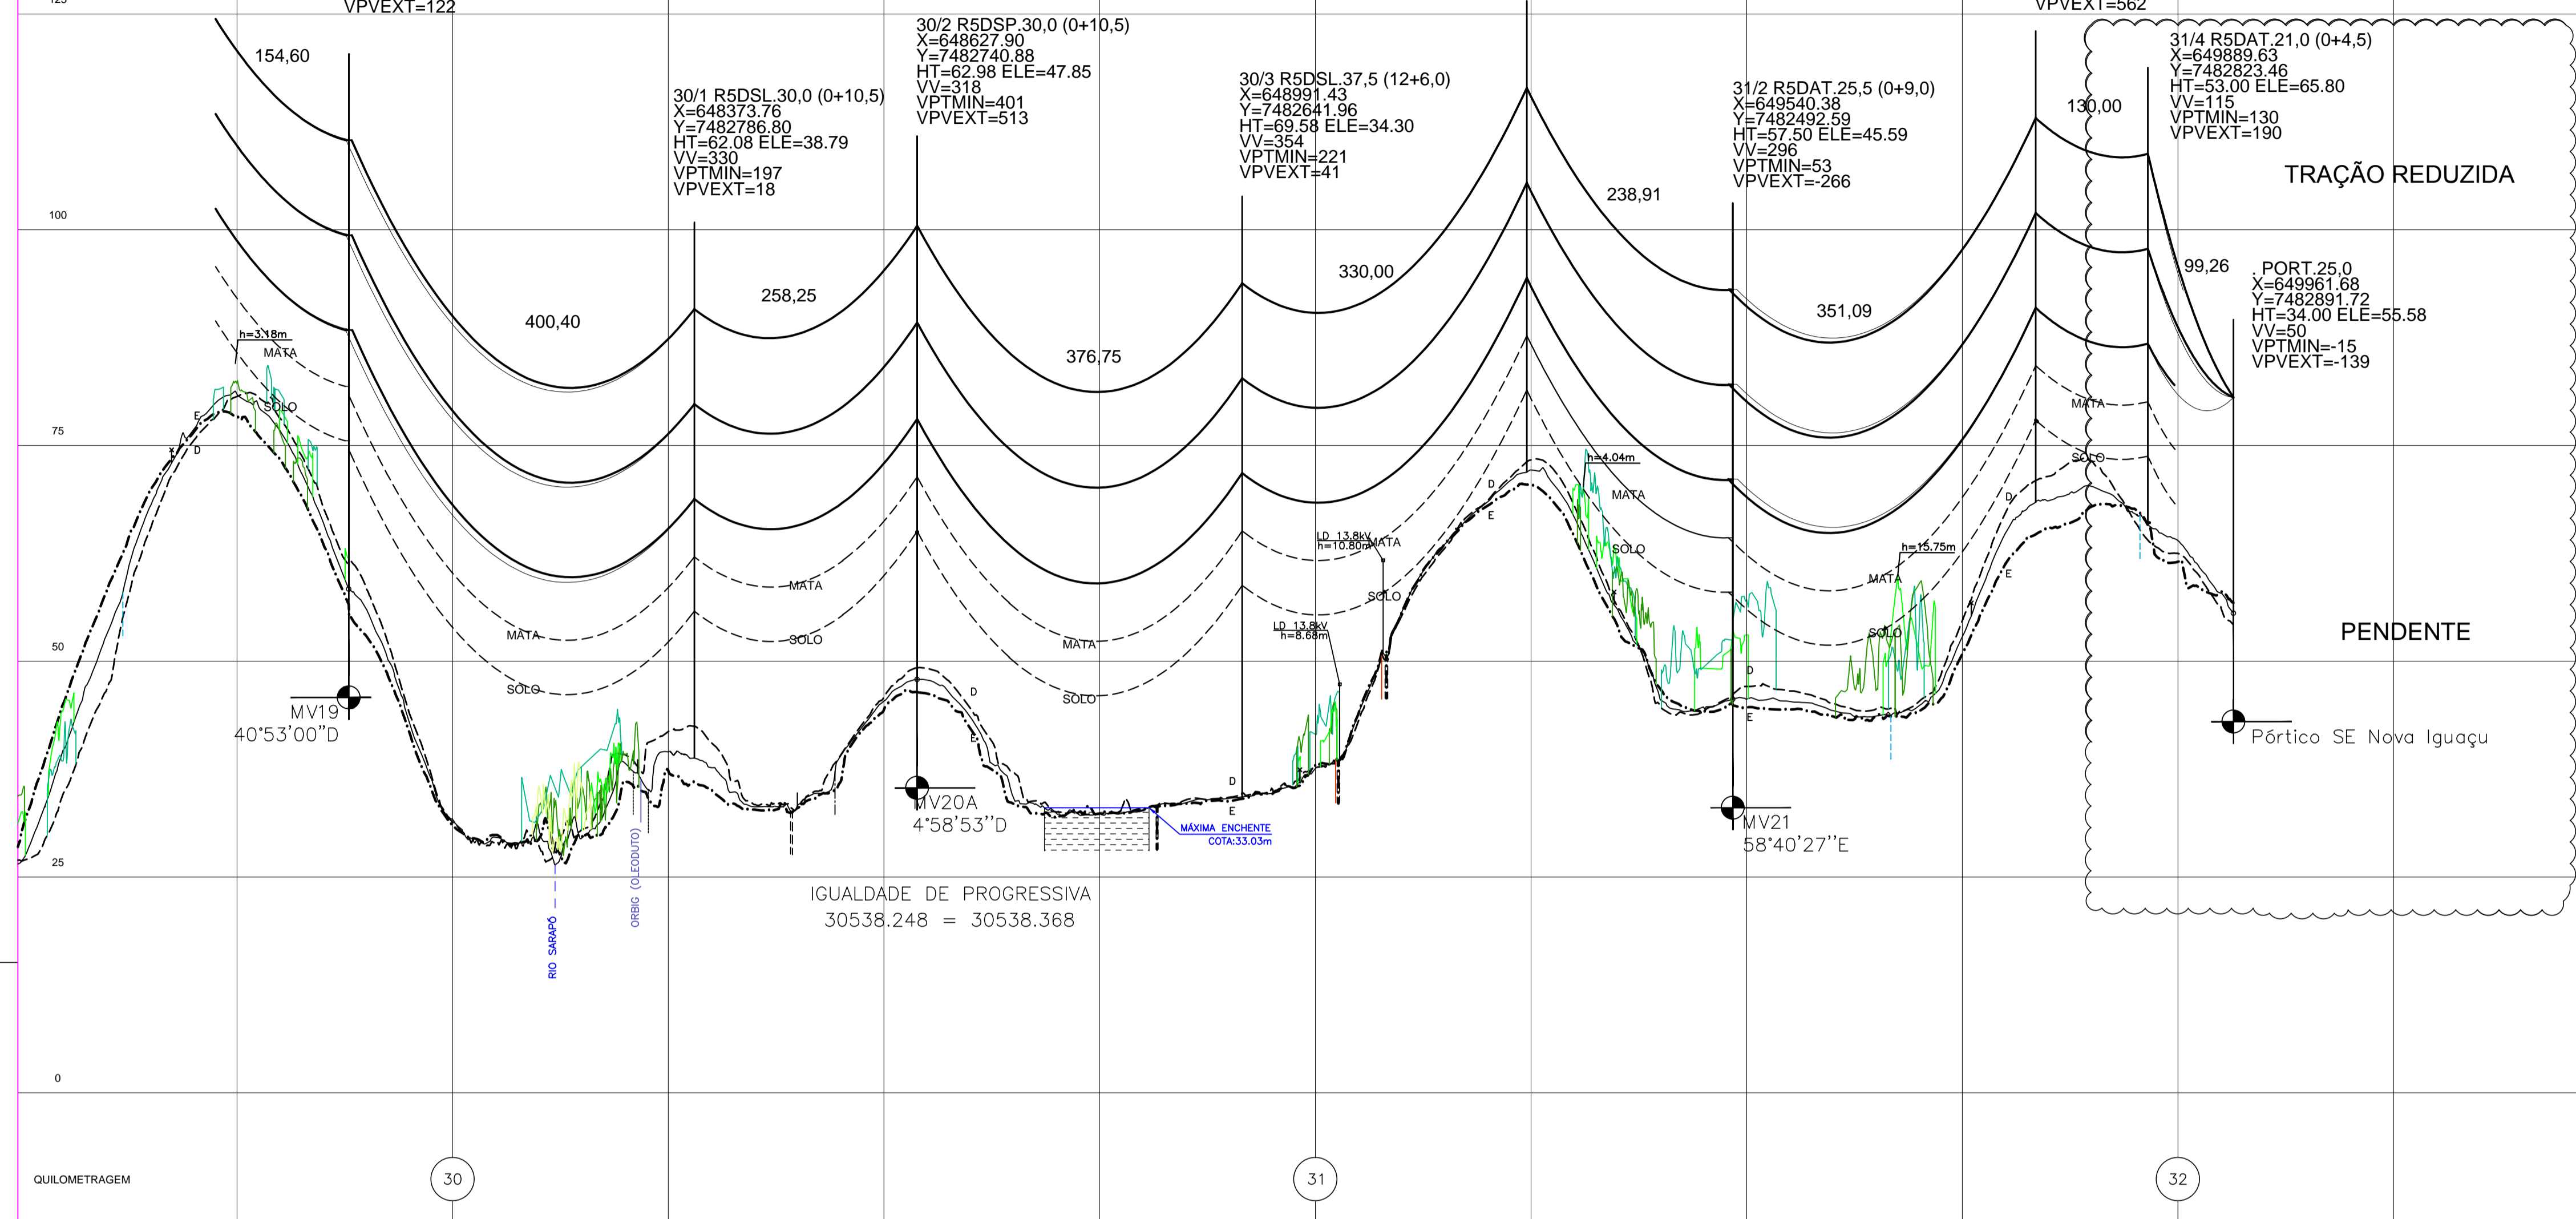 125
VPVEXT=122
VPVEXT=562
154,60
30/2 R5DSP.30,0 (0+10,5)
X=648627.90
Y=7482740.88
HT=62.98 ELE=47.85
VV=318
VPTMIN=401
VPVEXT=513
30/1 R5DSL.30,0 (0+10,5)
X=648373.76
Y=7482786.80
HT=62.08 ELE=38.79
VV=330
VPTMIN=197
VPVEXT=18
30/3 R5DSL.37,5 (12+6,0)
X=648991.43
Y=7482641.96
HT=69.58 ELE=34.30
VV=354
VPTMIN=221
VPVEXT=41
31/2 R5DAT.25,5 (0+9,0)
X=649540.38
Y=7482492.59
HT=57.50 ELE=45.59
VV=296
VPTMIN=53
VPVEXT=-266
31/4 R5DAT.21,0 (0+4,5)
X=649889.63
Y=7482823.46
HT=53.00 ELE=65.80
VV=115
VPTMIN=130
VPVEXT=190
130,00
TRAÇÃO REDUZIDA
238,91
100
99,26
. PORT.25,0
X=649961.68
Y=7482891.72
HT=34.00 ELE=55.58
VV=50
VPTMIN=-15
VPVEXT=-139
400,40
258,25
376,75
330,00
351,09
h=3.18m
MATA
SOLO
E
D
75
h=4.04m
MATA
SOLO
D
E
MATA
SOLO
D
E
LD 13.8kV
h=10.80m
MATA
SOLO
h=15.75m
MATA
SOLO
LD 13.8kV
h=8.68m
MATA
SOLO
MATA
SOLO
MATA
SOLO
50
D
E
D
E
D
E
PENDENTE
MV19
40°53'00''D
MV20A
4°58'53''D
MV21
58°40'27''E
Pórtico SE Nova Iguaçu
MÁXIMA ENCHENTE
COTA:33.03m
25
RIO SARAPÓ
ORBIG (OLEODUTO)
IGUALDADE DE PROGRESSIVA
30538.248 = 30538.368
0
QUILOMETRAGEM
30
31
32